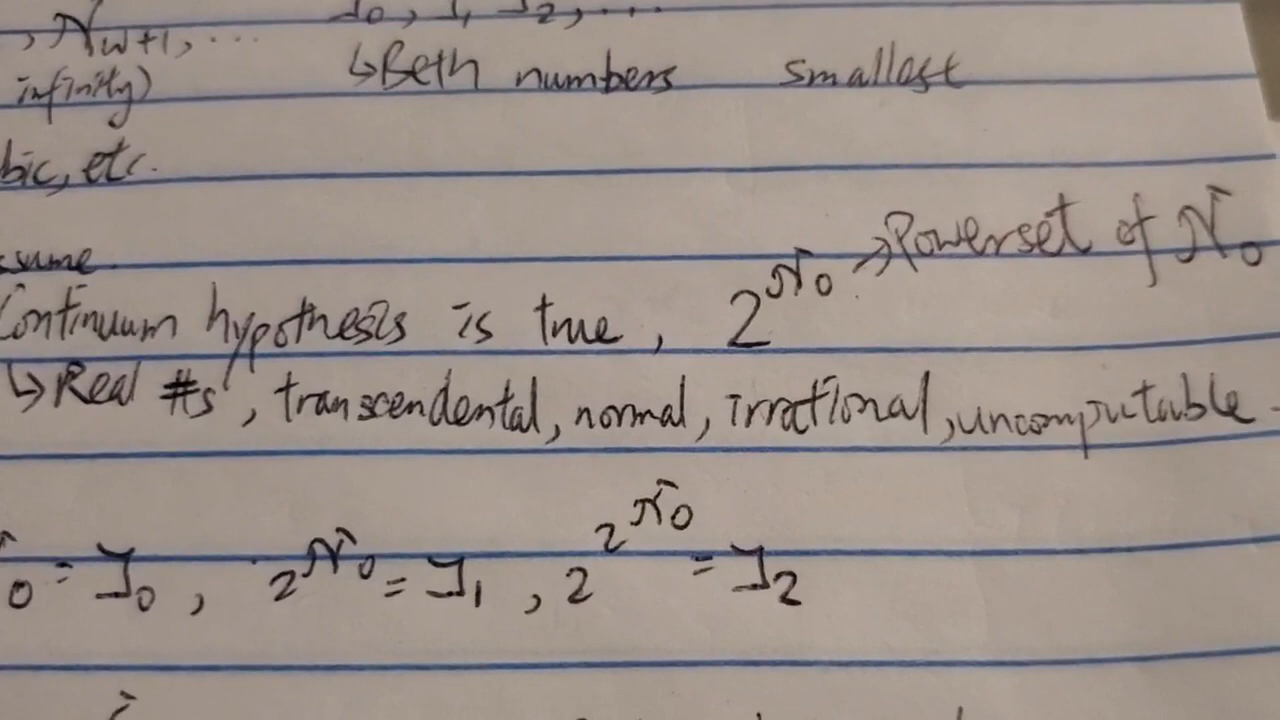 , ℵω+1, ... ℶ0, ℶ1 ℶ2, ...
infinity) ↳Beth numbers smallest
bic, etc.
sume
Continuum hypothesis is true, 2^ℵ0 →Powerset of ℵ0
↳Real #s, transcendental, normal, irrational, uncomputable.
0 = ℶ0, 2^ℵ0 = ℶ1, 2^2^ℵ0 = ℶ2